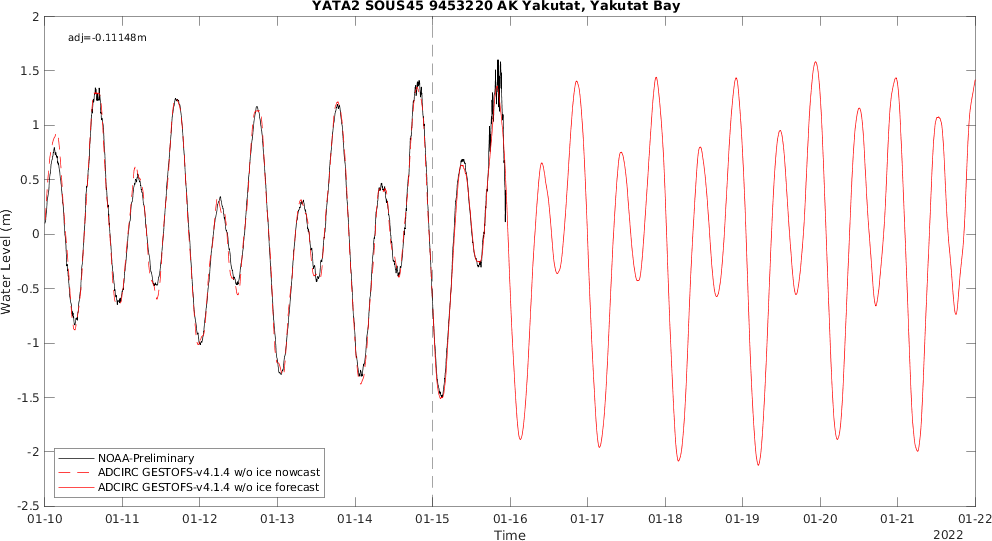 YATA2 SOUS45 9453220 AK Yakutat, Yakutat Bay
adj=-0.11148m
2
1.5
1
0.5
0
-0.5
-1
-1.5
-2
-2.5
Water Level (m)
NOAA-Preliminary
ADCIRC GESTOFS-v4.1.4 w/o ice nowcast
ADCIRC GESTOFS-v4.1.4 w/o ice forecast
01-10 01-11 01-12 01-13 01-14 01-15 01-16 01-17 01-18 01-19 01-20 01-21 01-22
Time
2022